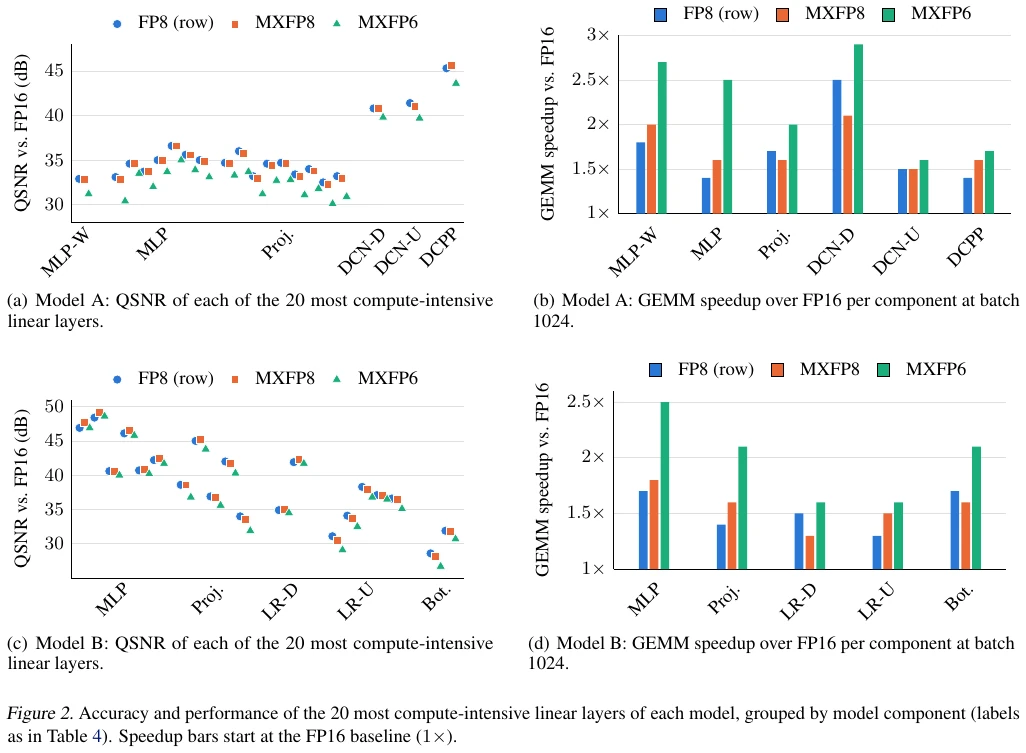 FP8 (row) MXFP8 MXFP6
QSNR vs. FP16 (dB)
45
40
35
30
MLP-W MLP Proj. DCN-D DCN-U DCPP
(a) Model A: QSNR of each of the 20 most compute-intensive
linear layers.
FP8 (row) MXFP8 MXFP6
GEMM speedup vs. FP16
3×
2.5×
2×
1.5×
1×
MLP-W MLP Proj. DCN-D DCN-U DCPP
(b) Model A: GEMM speedup over FP16 per component at batch
1024.
FP8 (row) MXFP8 MXFP6
QSNR vs. FP16 (dB)
50
45
40
35
30
MLP Proj. LR-D LR-U Bot.
(c) Model B: QSNR of each of the 20 most compute-intensive
linear layers.
FP8 (row) MXFP8 MXFP6
GEMM speedup vs. FP16
2.5×
2×
1.5×
1×
MLP Proj. LR-D LR-U Bot.
(d) Model B: GEMM speedup over FP16 per component at batch
1024.
Figure 2. Accuracy and performance of the 20 most compute-intensive linear layers of each model, grouped by model component (labels
as in Table 4). Speedup bars start at the FP16 baseline (1×).